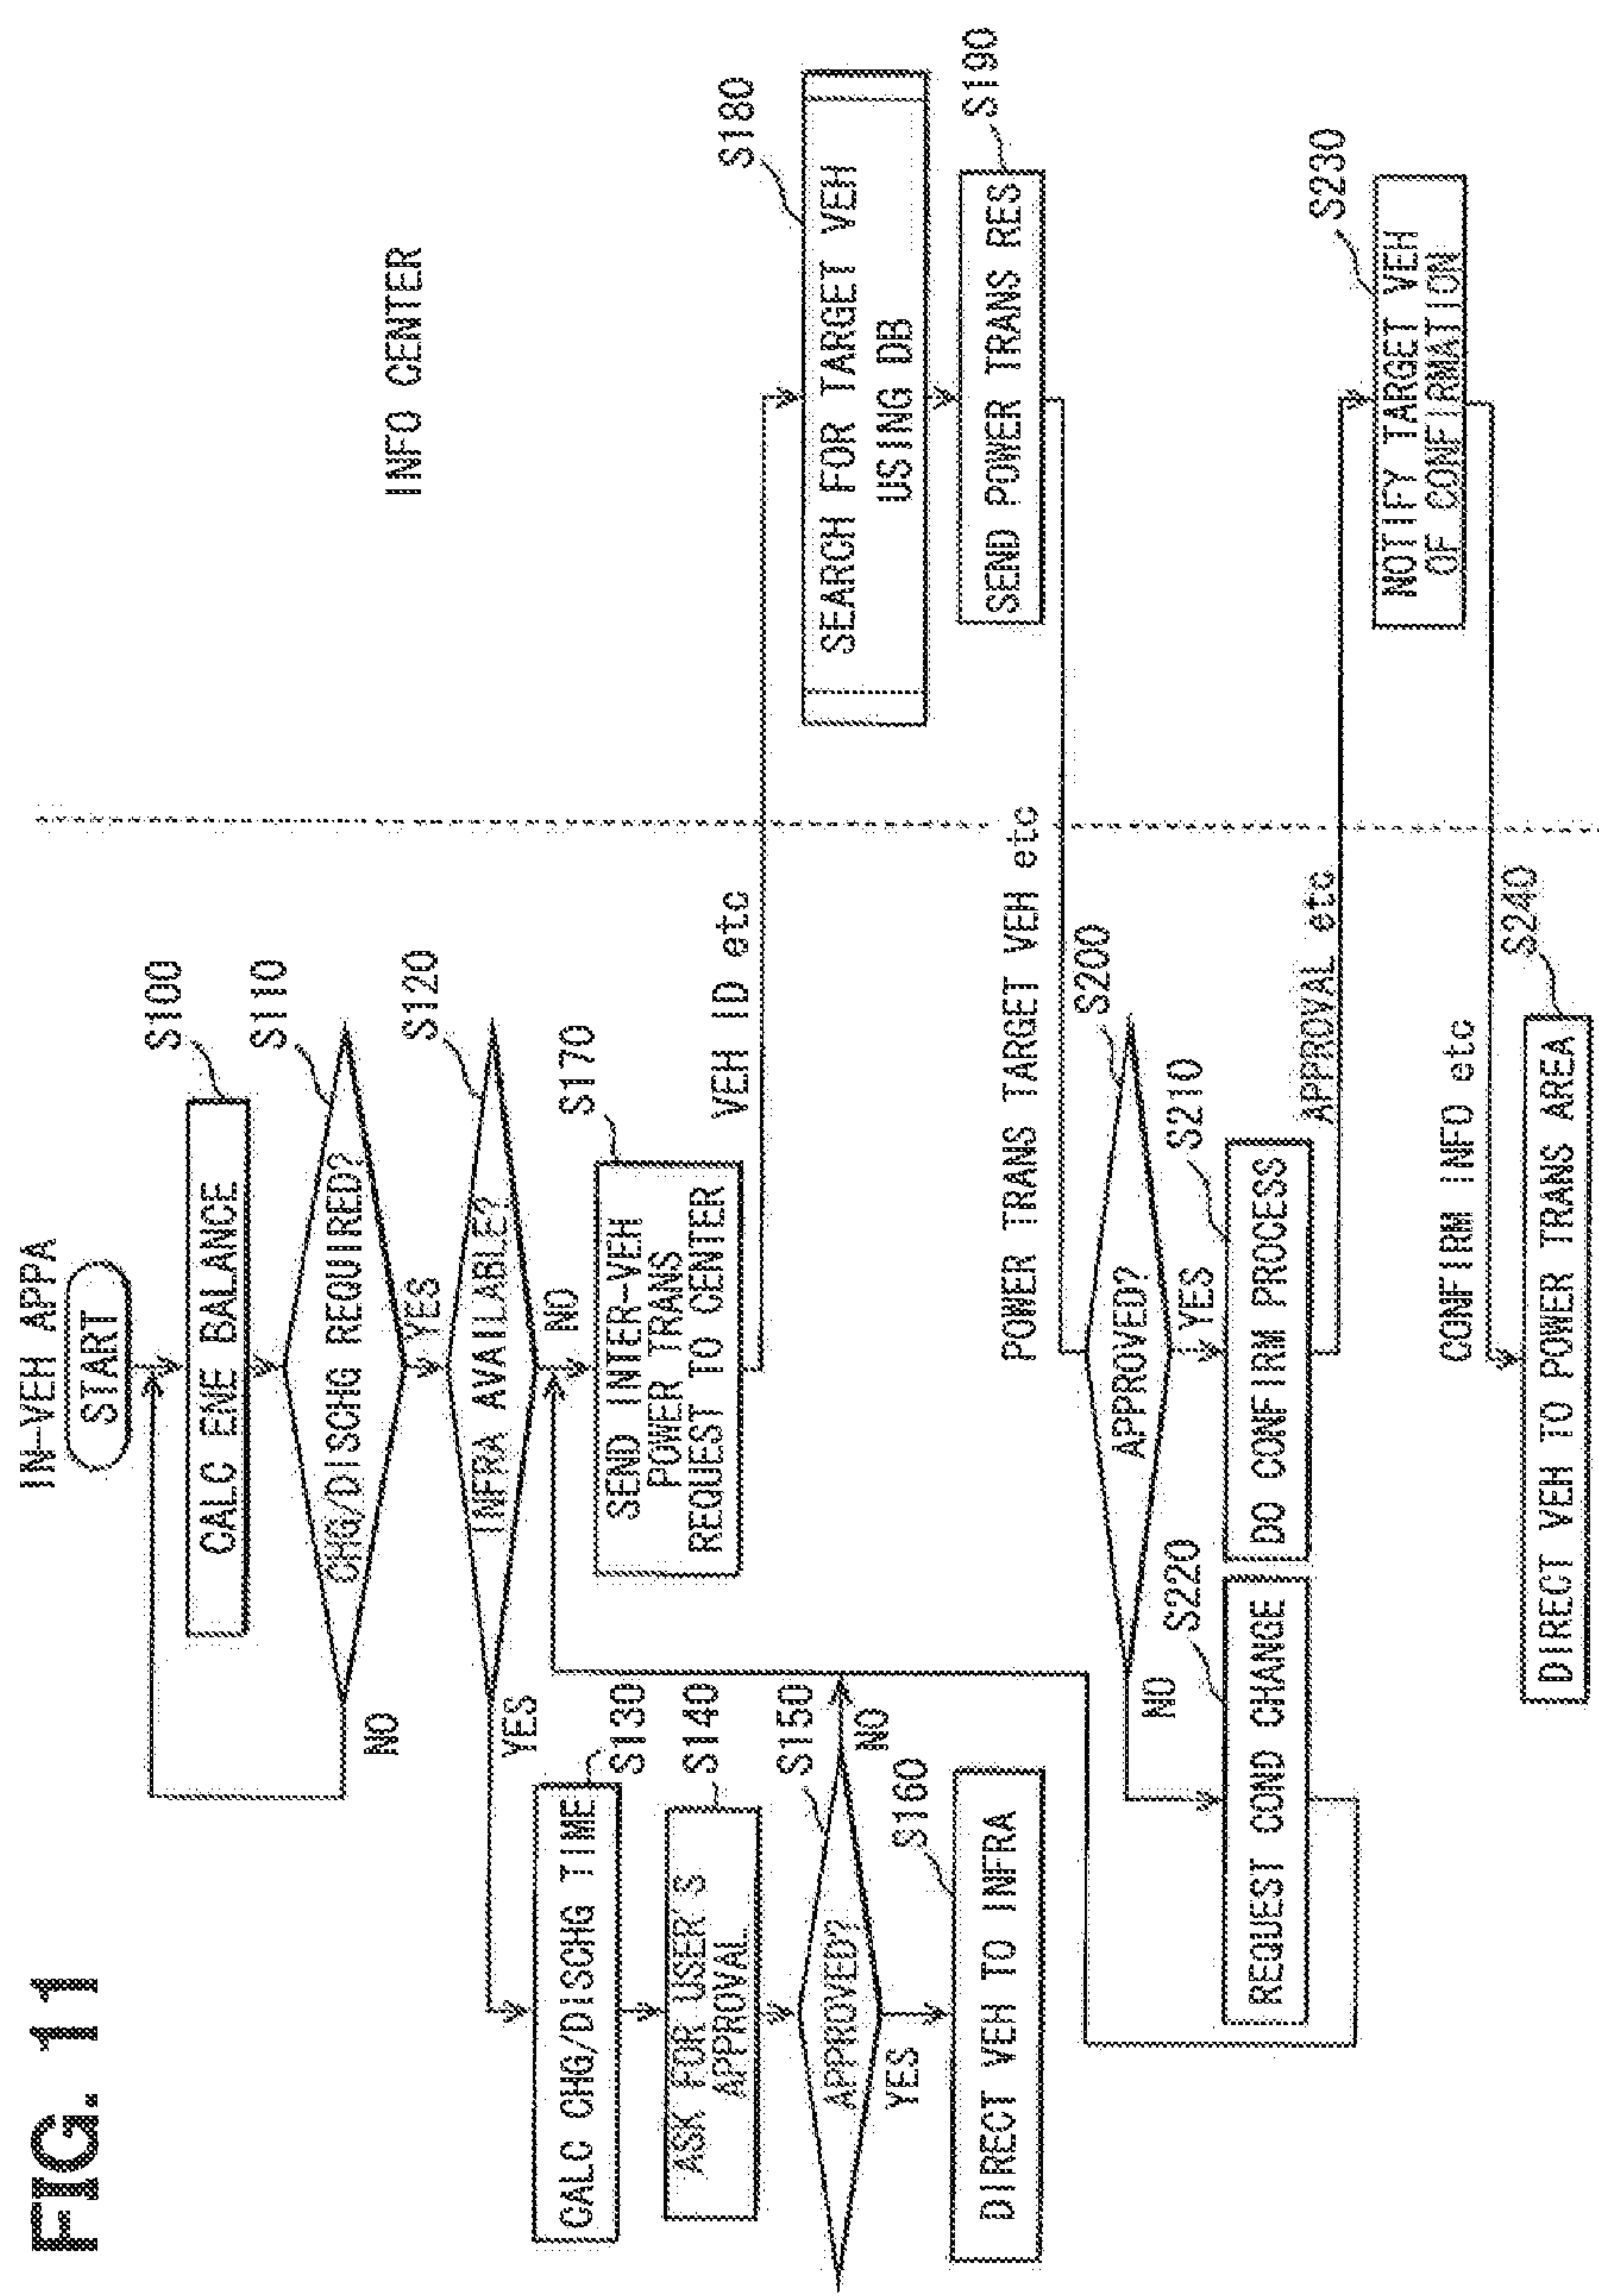 FIG. 11
IN-VEH APPA
INFO CENTER
START
S100
CALC ENE BALANCE
S110
CHG/DISCHG REQUIRED?
NO
YES
S120
INFRA AVAILABLE?
YES
NO
S130
CALC CHG/DISCHG TIME
S140
ASK FOR USER'S
APPROVAL
S150
APPROVED?
NO
YES
S160
DIRECT VEH TO INFRA
S170
SEND INTER-VEH
POWER TRANS
REQUEST TO CENTER
VEH ID etc
S180
SEARCH FOR TARGET VEH
USING DB
S190
SEND POWER TRANS RES
POWER TRANS TARGET VEH etc
S200
APPROVED?
NO
YES
S220
REQUEST COND CHANGE
S210
DO CONFIRM PROCESS
APPROVAL etc
S230
NOTIFY TARGET VEH
OF CONFIRMATION
CONFIRM INFO etc
S240
DIRECT VEH TO POWER TRANS AREA